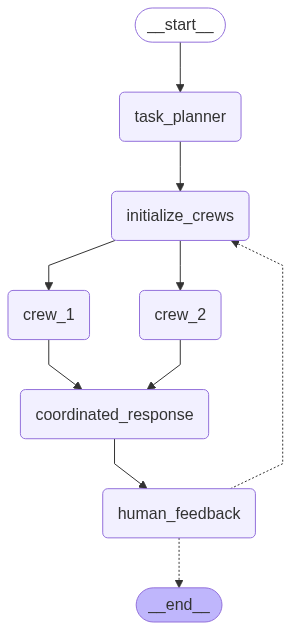 __start__
task_planner
initialize_crews
crew_1
crew_2
coordinated_response
human_feedback
__end__